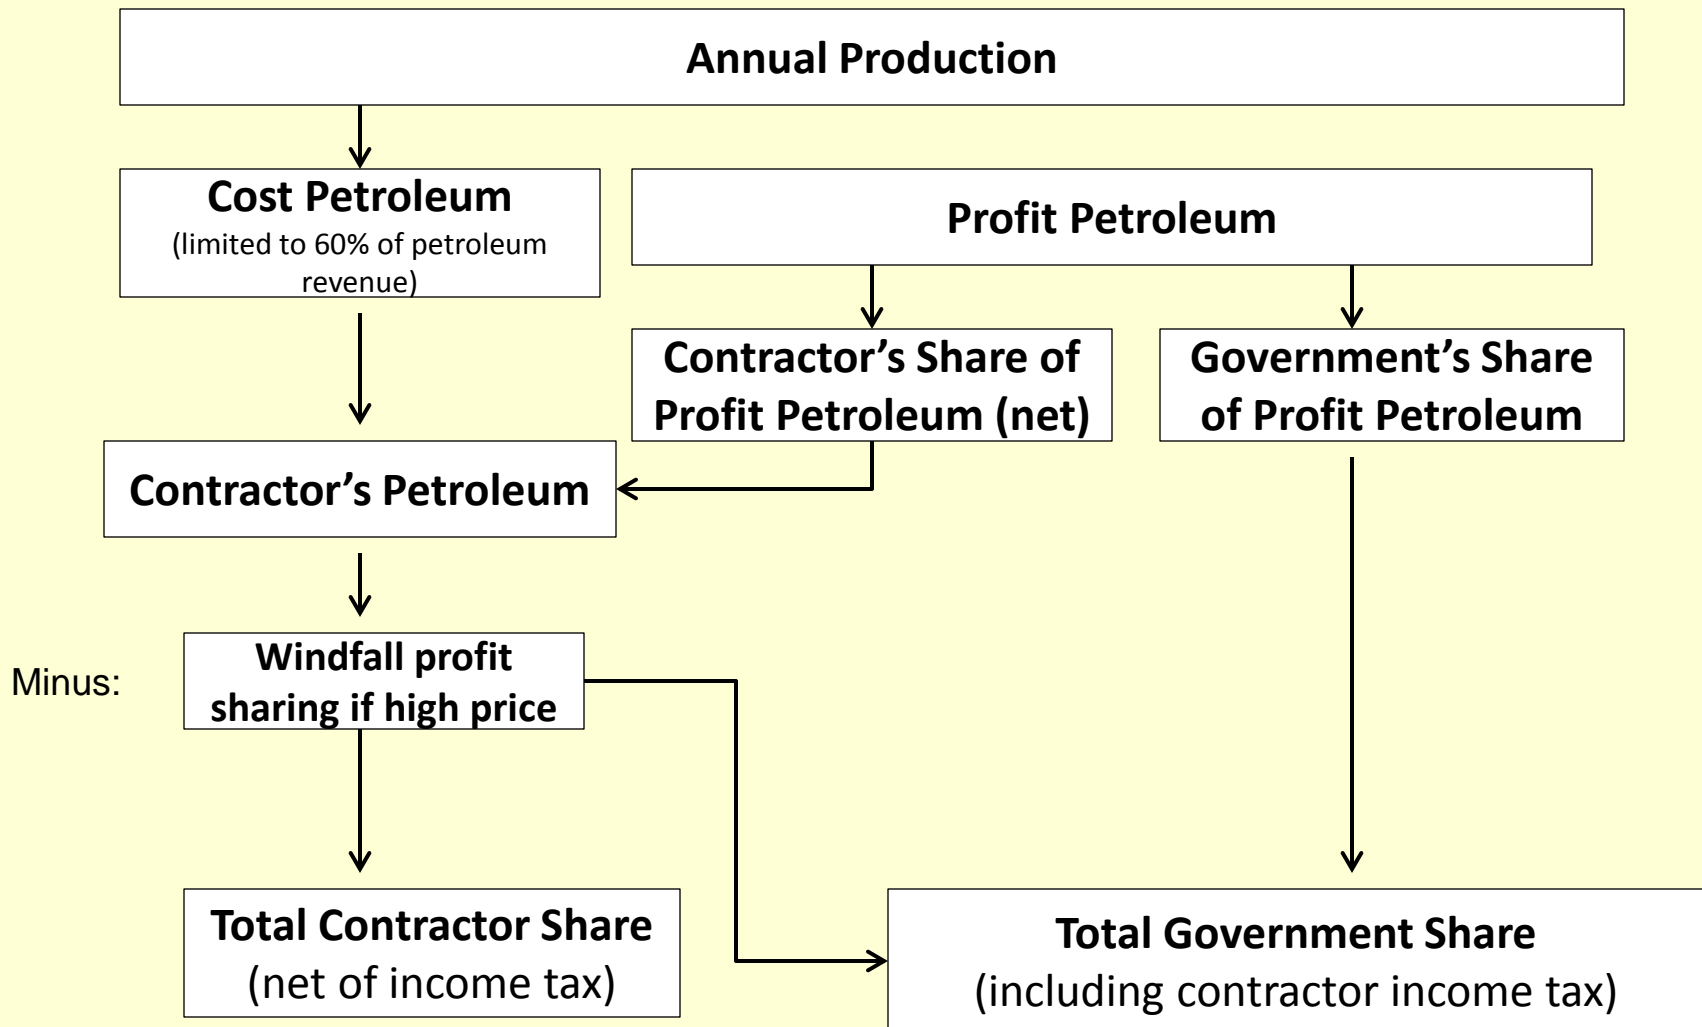 Annual Production
Cost Petroleum
(limited to 60% of petroleum
revenue)
Profit Petroleum
Contractor’s Share of
Profit Petroleum (net)
Government’s Share
of Profit Petroleum
Contractor’s Petroleum
Minus:
Windfall profit
sharing if high price
Total Contractor Share
(net of income tax)
Total Government Share
(including contractor income tax)